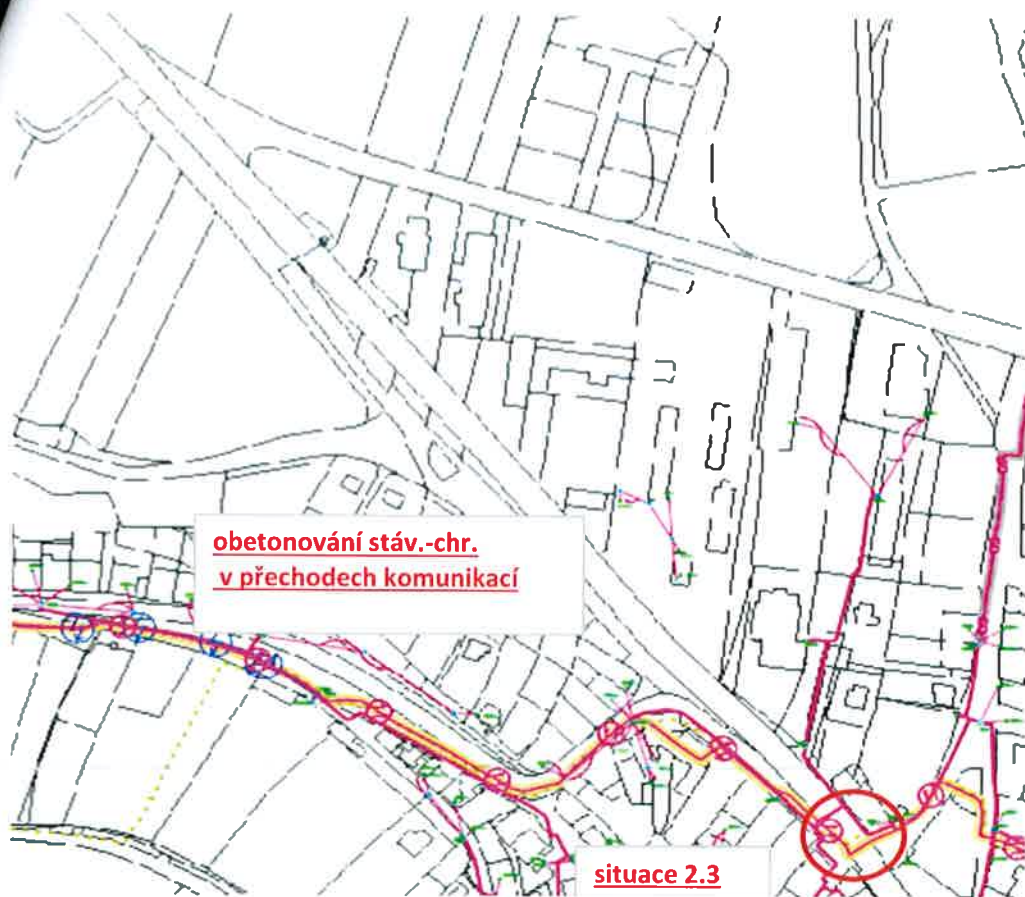 obetonování stáv.-chr.
v přechodech komunikací
situace 2.3